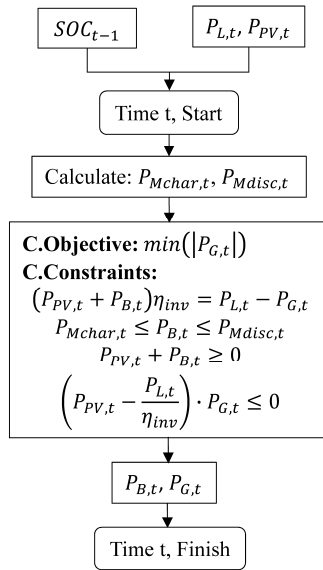 SOC_{t−1}
P_{L,t}, P_{PV,t}
Time t, Start
Calculate: P_{Mchar,t}, P_{Mdisc,t}
C.Objective: min(|P_{G,t}|)
C.Constraints:
(P_{PV,t} + P_{B,t})η_{inv} = P_{L,t} − P_{G,t}
P_{Mchar,t} ≤ P_{B,t} ≤ P_{Mdisc,t}
P_{PV,t} + P_{B,t} ≥ 0
(P_{PV,t} − P_{L,t}/η_{inv}) · P_{G,t} ≤ 0
P_{B,t}, P_{G,t}
Time t, Finish